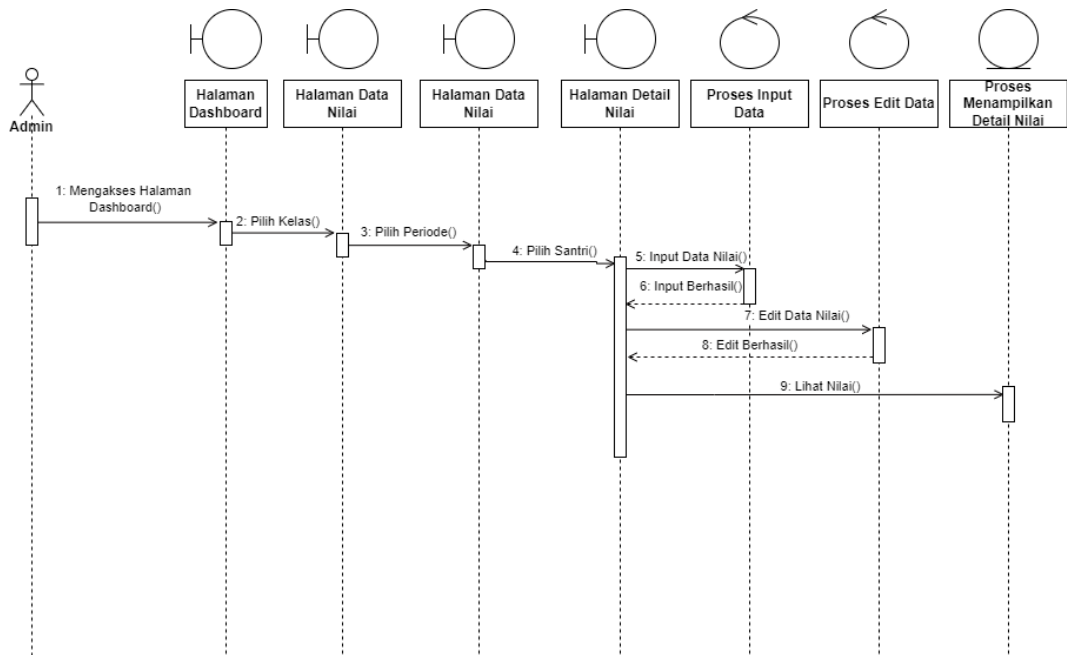 Admin
Halaman
Dashboard
Halaman Data
Nilai
Halaman Data
Nilai
Halaman Detail
Nilai
Proses Input
Data
Proses Edit Data
Proses
Menampilkan
Detail Nilai
1: Mengakses Halaman
Dashboard()
2: Pilih Kelas()
3: Pilih Periode()
4: Pilih Santri()
5: Input Data Nilai()
6: Input Berhasil()
7: Edit Data Nilai()
8: Edit Berhasil()
9: Lihat Nilai()